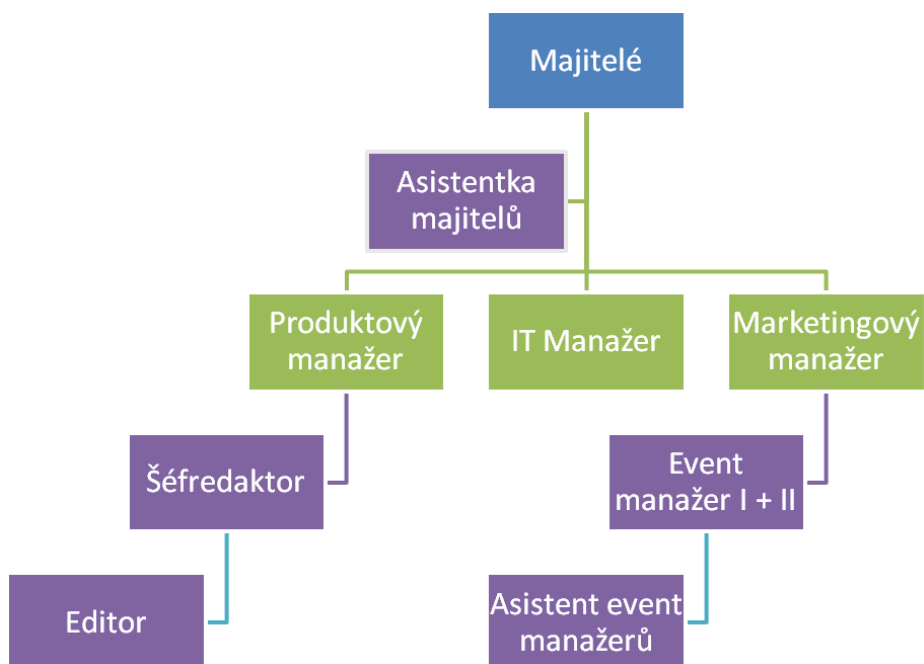 Majitelé
Asistentka
majitelů
Produktový
manažer
IT Manažer
Marketingový
manažer
Šéfredaktor
Event
manažer I + II
Editor
Asistent event
manažerů